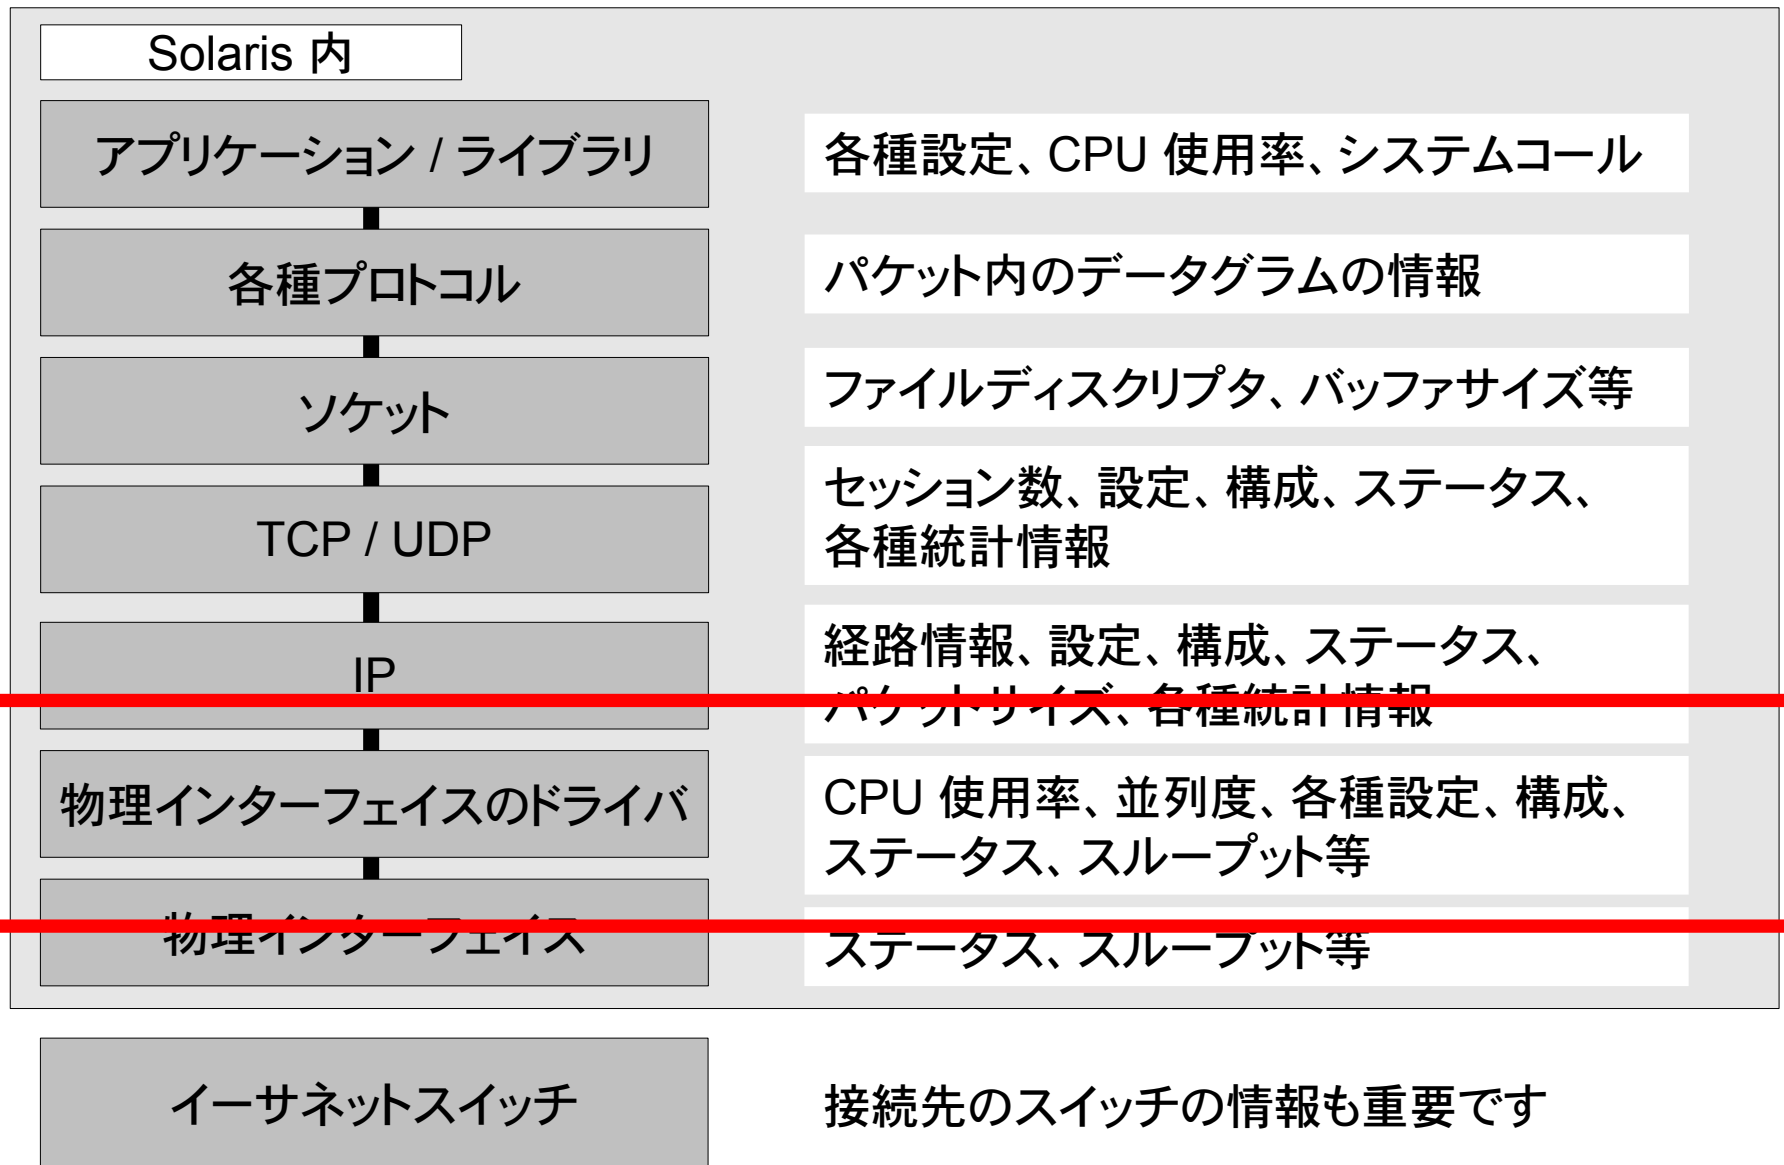 Solaris 内
アプリケーション / ライブラリ
各種設定、CPU 使用率、システムコール
各種プロトコル
パケット内のデータグラムの情報
ソケット
ファイルディスクリプタ、バッファサイズ等
TCP / UDP
セッション数、設定、構成、ステータス、
各種統計情報
IP
経路情報、設定、構成、ステータス、
パケットサイズ、各種統計情報
物理インターフェイスのドライバ
CPU 使用率、並列度、各種設定、構成、
ステータス、スループット等
物理インターフェイス
ステータス、スループット等
イーサネットスイッチ
接続先のスイッチの情報も重要です